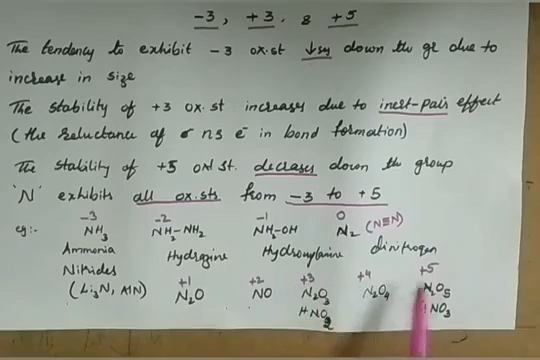 -3, +3, & +5
The tendency to exhibit -3 ox.st ↓ses down the gr due to
increase in size
The stability of +3 ox.st increases due to inert-pair effect
(the reluctance of ns e⁻ in bond formation)
The stability of +5 oxd st. decrases down the group
'N' exhibits all ox.sts from -3 to +5
eg:- -3 -2 -1 0
NH3 NH2-NH2 NH2-OH N2 (N≡N)
Ammonia Hydrazine Hydroxylamine dinitrogen
Nitrides +1 +2 +3 +4 +5
(Li3N, AlN) N2O NO N2O3 N2O4 N2O5
HNO2 HNO3